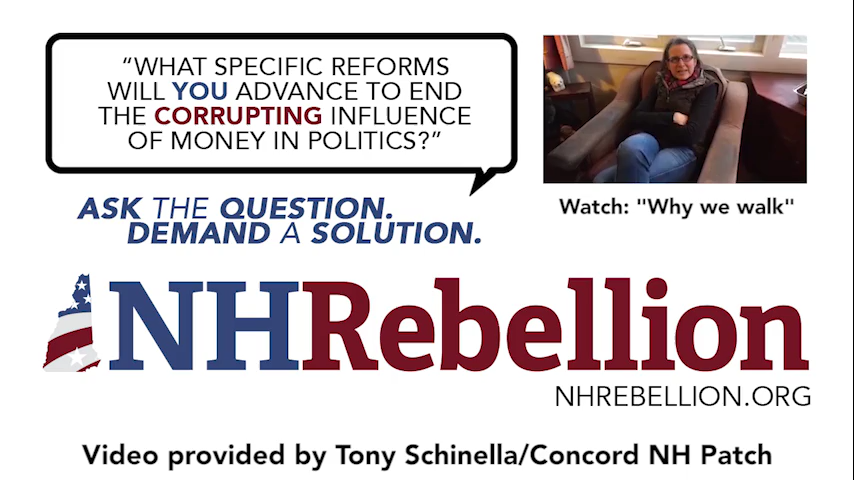 “WHAT SPECIFIC REFORMS
WILL YOU ADVANCE TO END
THE CORRUPTING INFLUENCE
OF MONEY IN POLITICS?”
ASK THE QUESTION.
DEMAND A SOLUTION.
Watch: "Why we walk"
NHRebellion
NHREBELLION.ORG
Video provided by Tony Schinella/Concord NH Patch